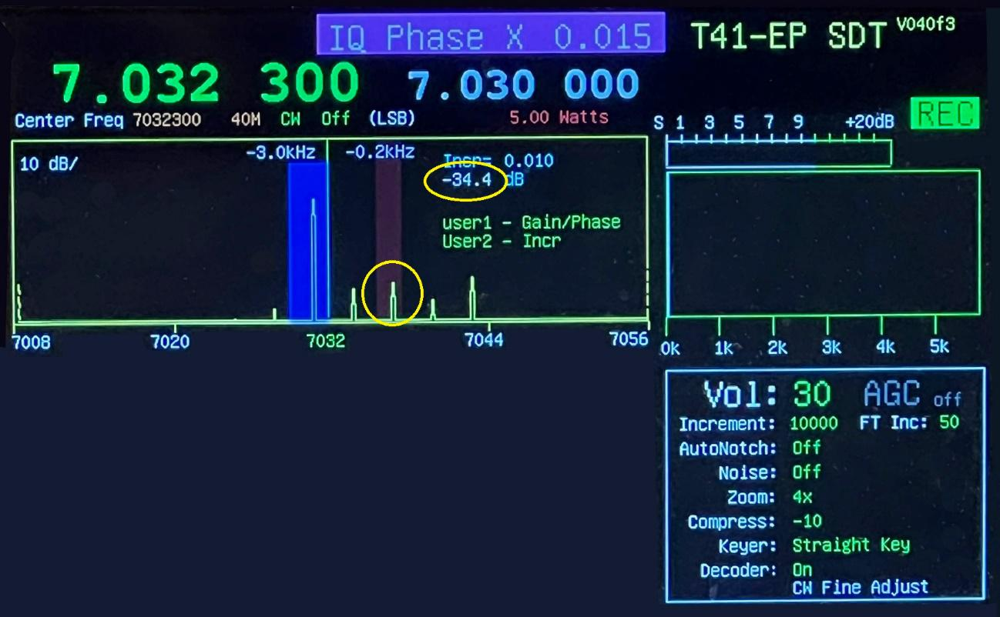 IQ Phase X 0.015
T41-EP SDT V040f3
7.032 300 7.030 000
Center Freq 7032300 40M CW Off (LSB) 5.00 Watts
S 1 3 5 7 9 +20dB
REC
10 dB/
-3.0kHz -0.2kHz
Incr= 0.010
-34.4 dB
user1 - Gain/Phase
User2 - Incr
7008 7020 7032 7044 7056
0k 1k 2k 3k 4k 5k
Vol: 30 AGC off
Increment: 10000 FT Inc: 50
AutoNotch: Off
Noise: Off
Zoom: 4x
Compress: -10
Keyer: Straight Key
Decoder: On
CW Fine Adjust